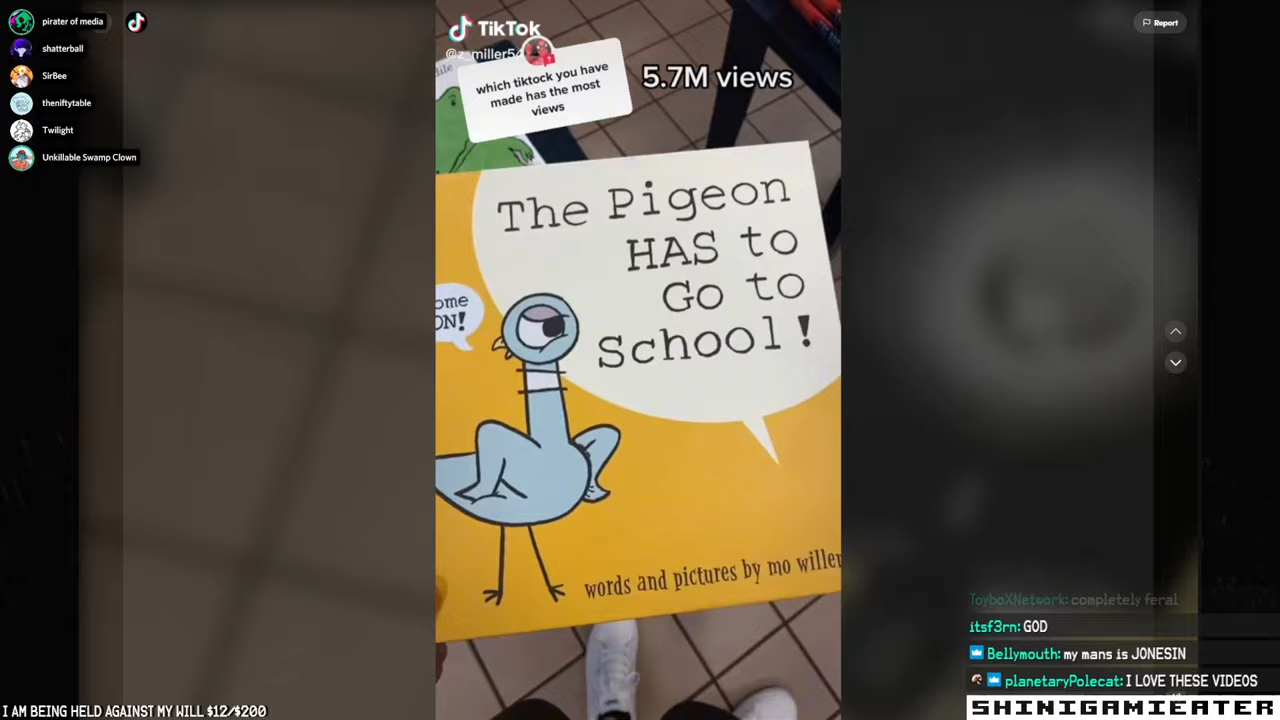 pirater of media
shatterball
SirBee
theniftytable
Twilight
Unkillable Swamp Clown
TikTok
@z_miller54
which tiktock you have
made has the most
views
5.7M views
Report
The Pigeon
HAS to
Go to
School!
ome
ON!
words and pictures by mo willem
ToyboXNetwork: completely feral
itsf3rn: GOD
Bellymouth: my mans is JONESIN
planetaryPolecat: I LOVE THESE VIDEOS
SHINIGAMIEATER
I AM BEING HELD AGAINST MY WILL $12/$200